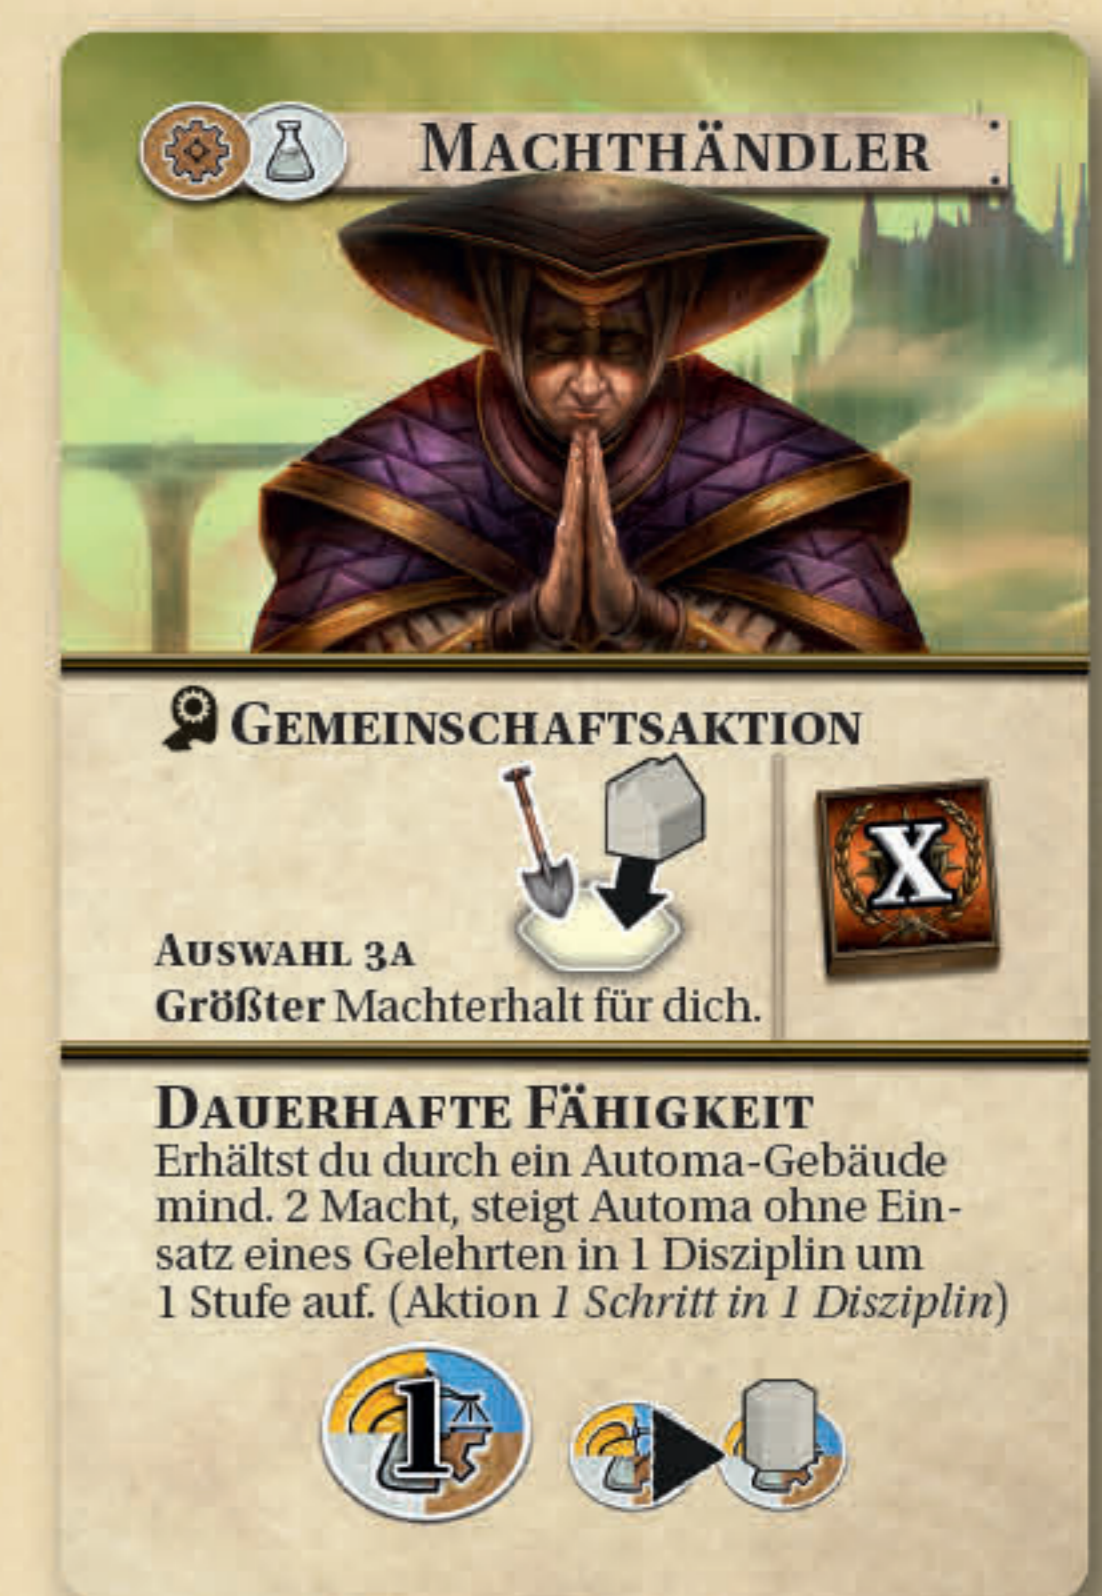 Machthändler
Gemeinschaftsaktion
X
Auswahl 3A
Größter Machterhalt für dich.
Dauerhafte Fähigkeit
Erhältst du durch ein Automa-Gebäude
mind. 2 Macht, steigt Automa ohne Ein-
satz eines Gelehrten in 1 Disziplin um
1 Stufe auf. (Aktion 1 Schritt in 1 Disziplin)
1